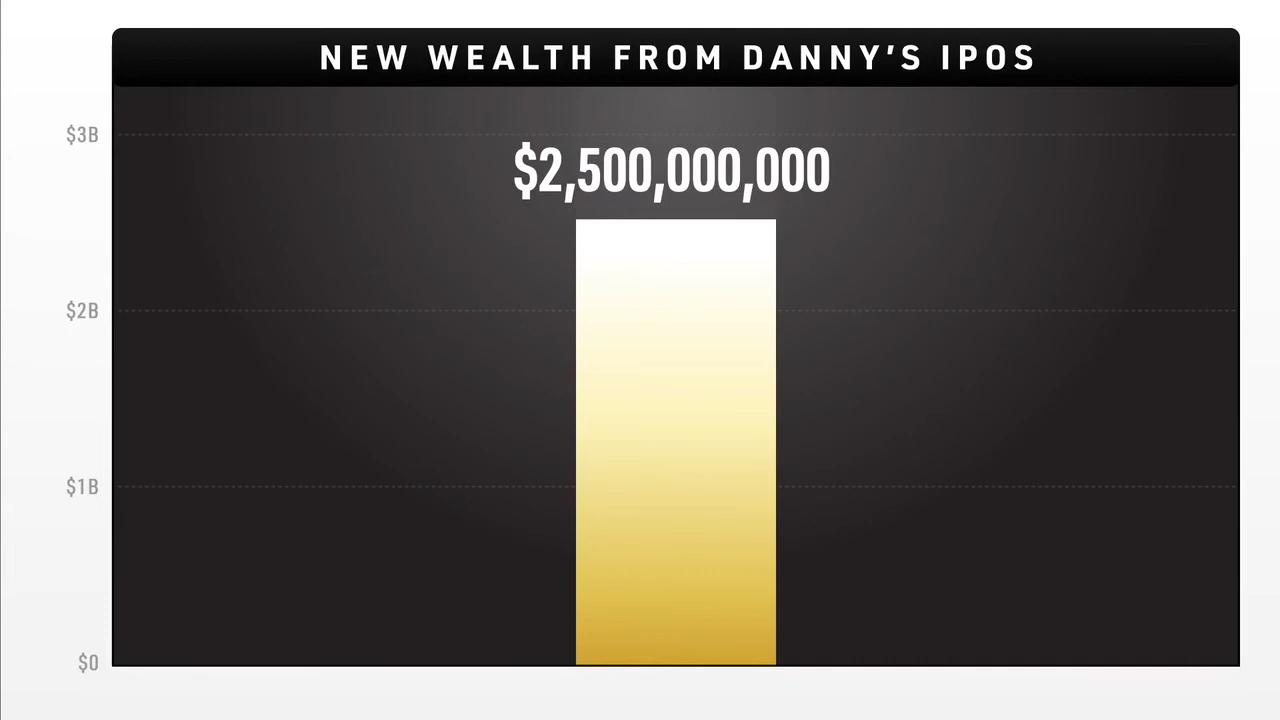 NEW WEALTH FROM DANNY'S IPOS
$3B
$2,500,000,000
$2B
$1B
$0